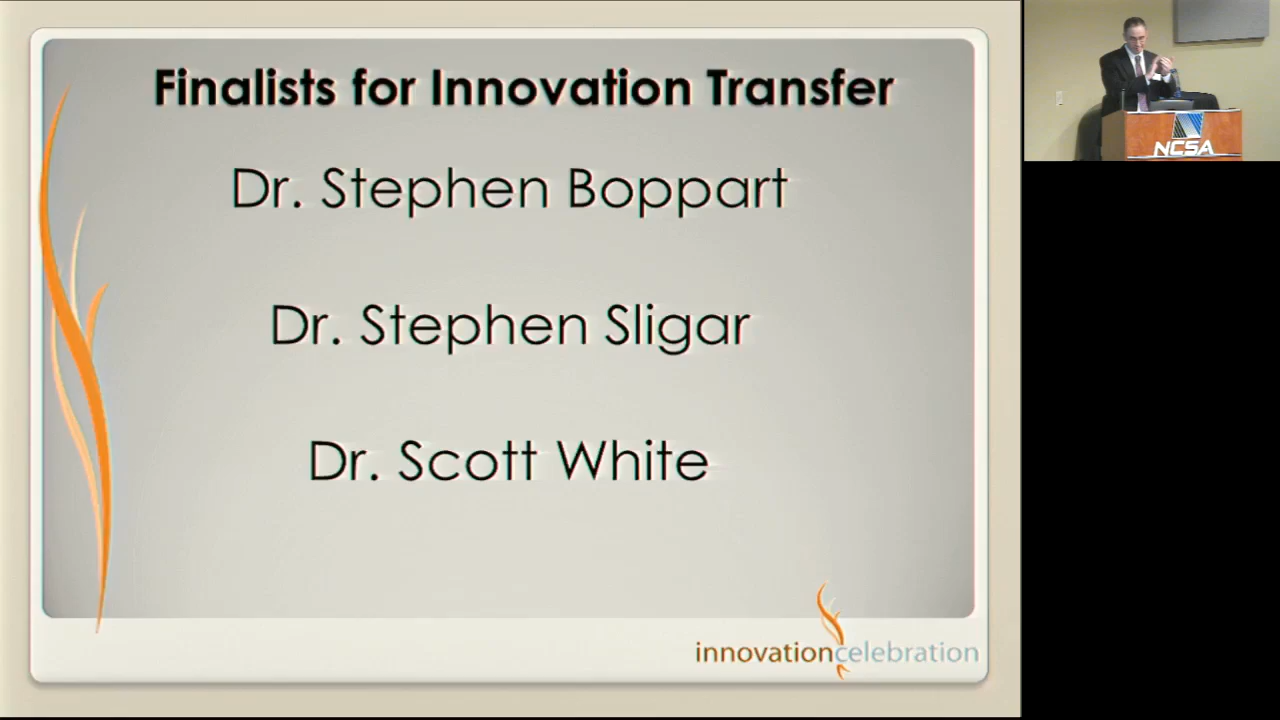 Finalists for Innovation Transfer
Dr. Stephen Boppart
Dr. Stephen Sligar
Dr. Scott White
innovationcelebration
NCSA